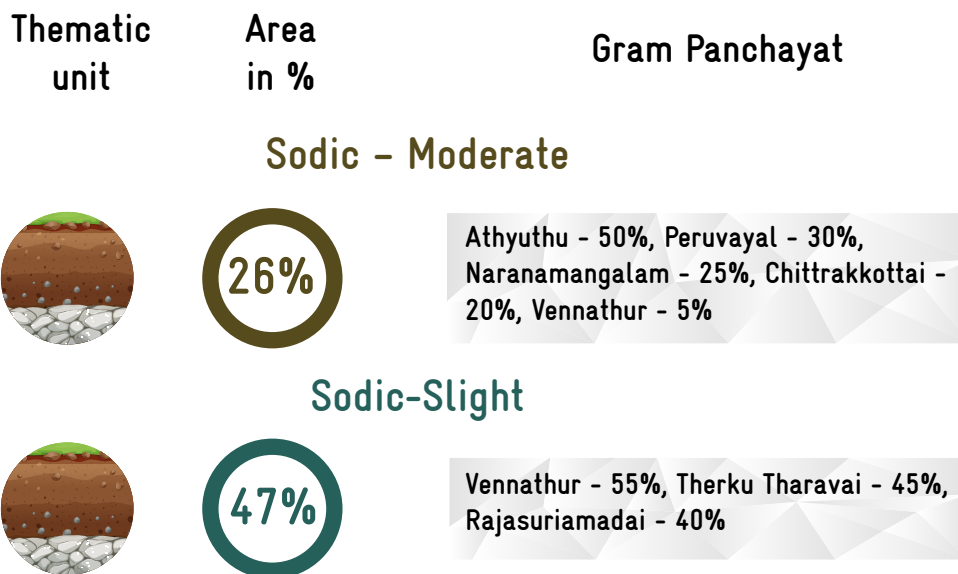 Thematic
unit
Area
in %
Gram Panchayat
Sodic – Moderate
26%
Athyuthu - 50%, Peruvayal - 30%,
Naranamangalam - 25%, Chittrakkottai -
20%, Vennathur - 5%
Sodic-Slight
47%
Vennathur - 55%, Therku Tharavai - 45%,
Rajasuriamadai - 40%